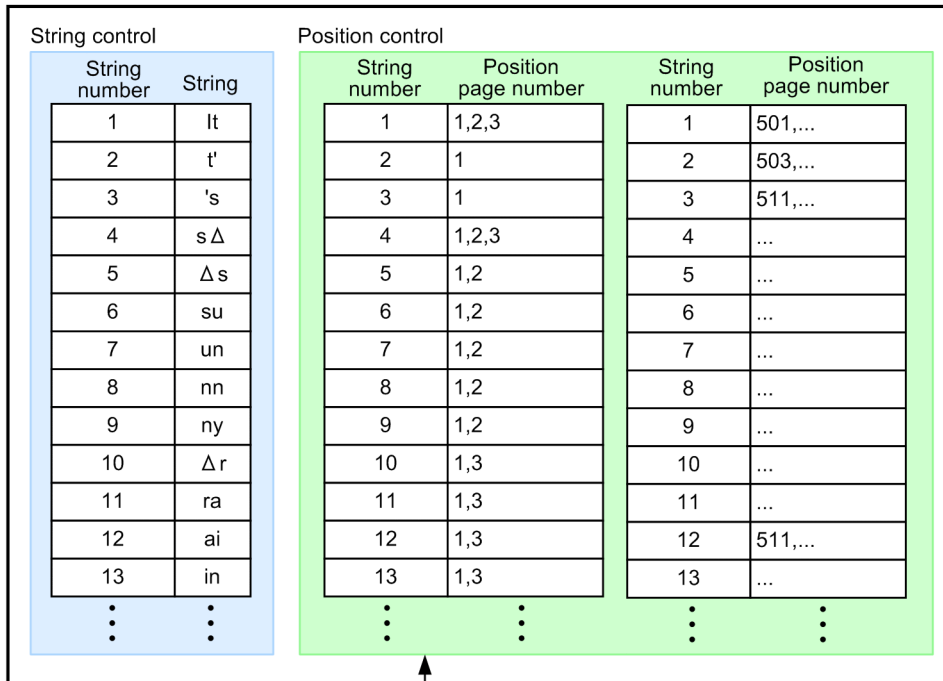 String control
Position control
String number String String number Position page number String number Position page number
1 It 1 1,2,3 1 501,...
2 t' 2 1 2 503,...
3 's 3 1 3 511,...
4 s Δ 4 1,2,3 4 ...
5 Δ s 5 1,2 5 ...
6 su 6 1,2 6 ...
7 un 7 1,2 7 ...
8 nn 8 1,2 8 ...
9 ny 9 1,2 9 ...
10 Δ r 10 1,3 10 ...
11 ra 11 1,3 11 ...
12 ai 12 1,3 12 511,...
13 in 13 1,3 13 ...